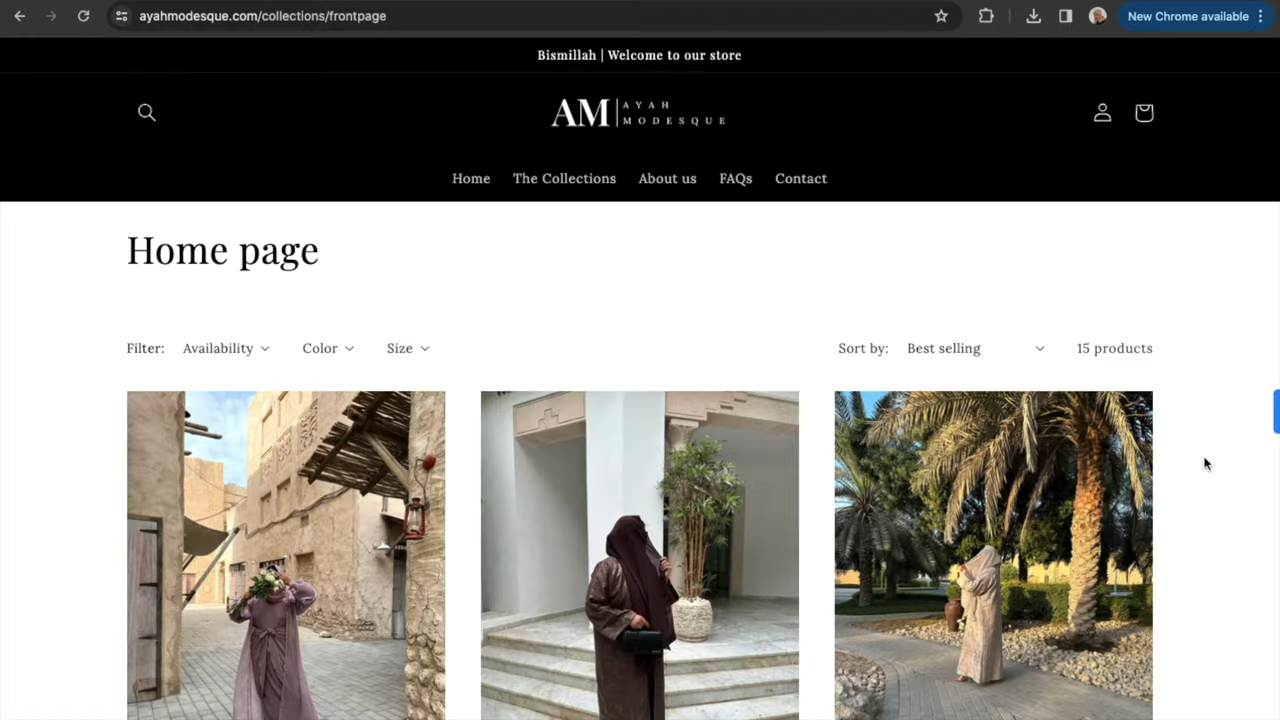 ayahmodesque.com/collections/frontpage
New Chrome available
Bismillah | Welcome to our store
AM AYAH
MODESQUE
Home The Collections About us FAQs Contact
Home page
Filter: Availability Color Size Sort by: Best selling 15 products